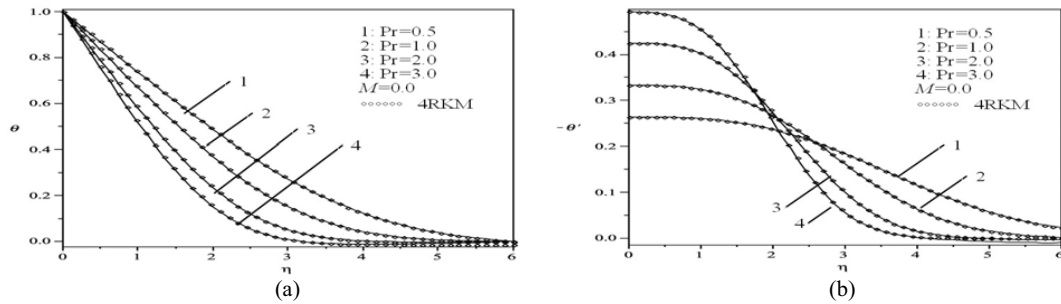 1.0
0.8
0.6
0.4
0.2
0.0
θ
1: Pr=0.5
2: Pr=1.0
3: Pr=2.0
4: Pr=3.0
M=0.0
4RKM
1
2
3
4
0 1 2 3 4 5 6
η
(a)
0.4
0.3
0.2
0.1
0.0
-θ′
1: Pr=0.5
2: Pr=1.0
3: Pr=2.0
4: Pr=3.0
M=0.0
4RKM
1
2
3
4
0 1 2 3 4 5 6
η
(b)